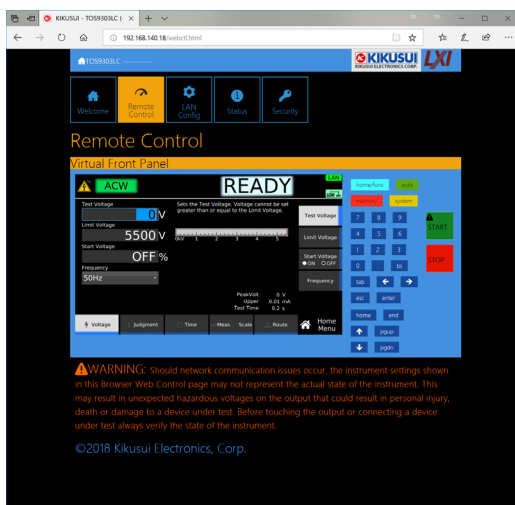 KIKUSUI - TOS9303LC (
192.168.140.18/webctl.html
TOS9303LC
KIKUSUI
KIKUSUI ELECTRONICS CORP.
LXI
Welcome
Remote Control
LAN Config
Status
Security
Remote Control
Virtual Front Panel
ACW
READY
LAN
LOW
home/func
auto
memory
system
Test Voltage
0 V
Sets the Test Voltage. Voltage cannot be set
greater than or equal to the Limit Voltage.
Test Voltage
7 8 9
START
Limit Voltage
5500 V
0kV 1 2 3 4 5
Limit Voltage
4 5 6
Start Voltage
OFF %
Start Voltage
ON OFF
1 2 3
0 . bs
STOP
Frequency
50Hz
Frequency
tab
esc enter
PeakVolt 0 V
Upper 0.01 mA
Test Time 0.2 s
home end
Voltage
Judgment
Time
Meas. Scale
Route
Home Menu
pgup
pgdn
WARNING: Should network communication issues occur, the instrument settings shown
in this Browser Web Control page may not represent the actual state of the instrument. This
may result in unexpected hazardous voltages on the output that could result in personal injury,
death or damage to a device under test. Before touching the output or connecting a device
under test always verify the state of the instrument.
©2018 Kikusui Electronics, Corp.